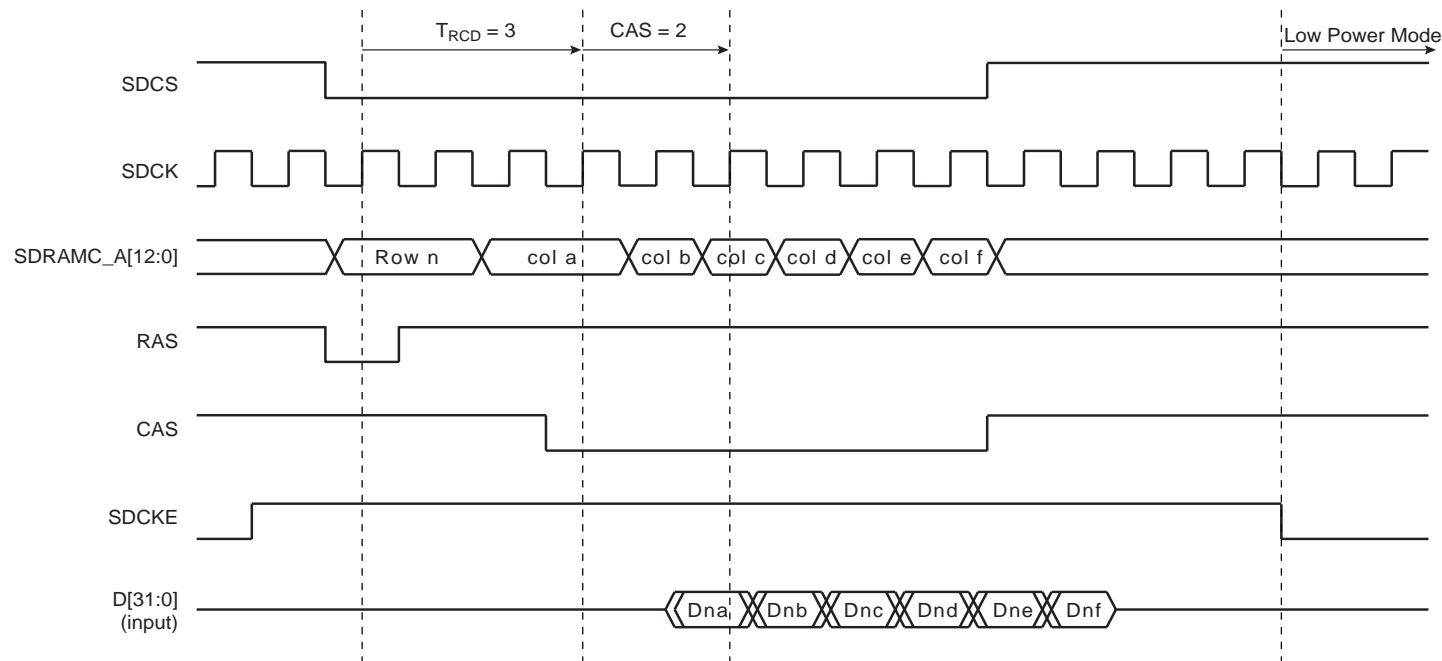 TRCD = 3
CAS = 2
Low Power Mode
SDCS
SDCK
SDRAMC_A[12:0]
Row n
col a
col b
col c
col d
col e
col f
RAS
CAS
SDCKE
D[31:0]
(input)
Dna
Dnb
Dnc
Dnd
Dne
Dnf